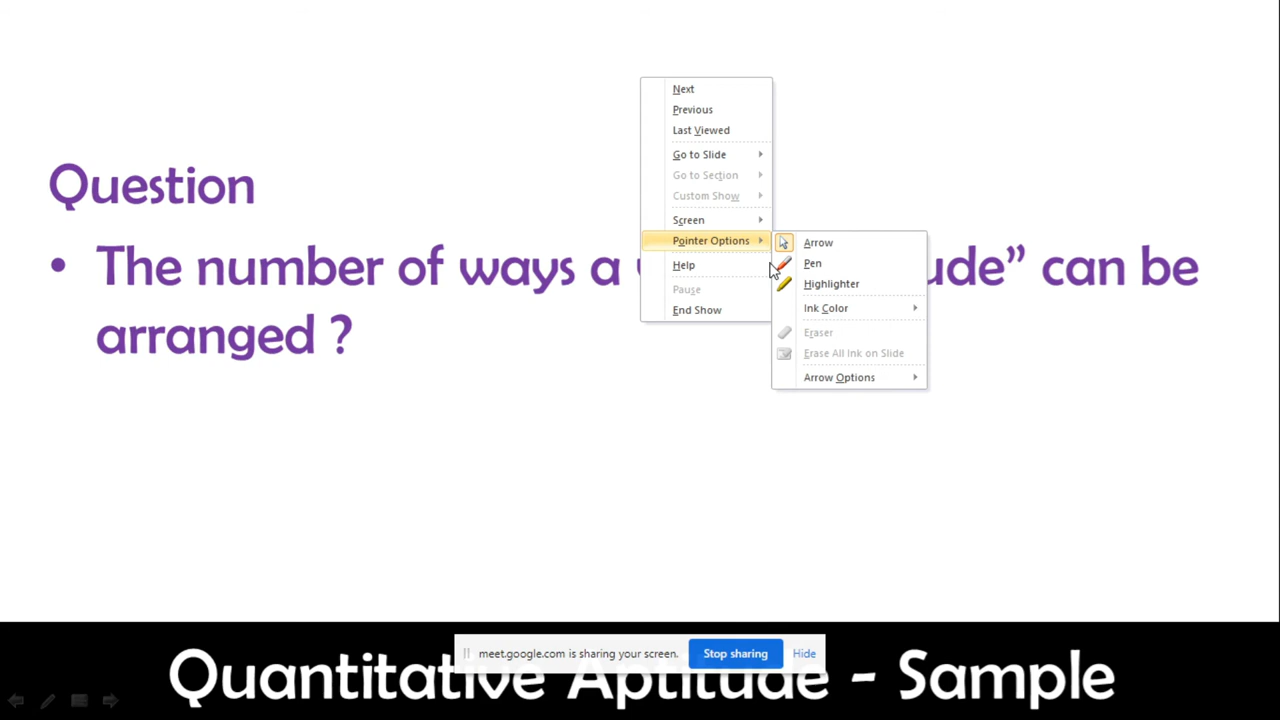 Question
• The number of ways a ude” can be
arranged ?
Next
Previous
Last Viewed
Go to Slide
Go to Section
Custom Show
Screen
Pointer Options
Help
Pause
End Show
Arrow
Pen
Highlighter
Ink Color
Eraser
Erase All Ink on Slide
Arrow Options
meet.google.com is sharing your screen.
Stop sharing
Hide
Quantitative Aptitude - Sample